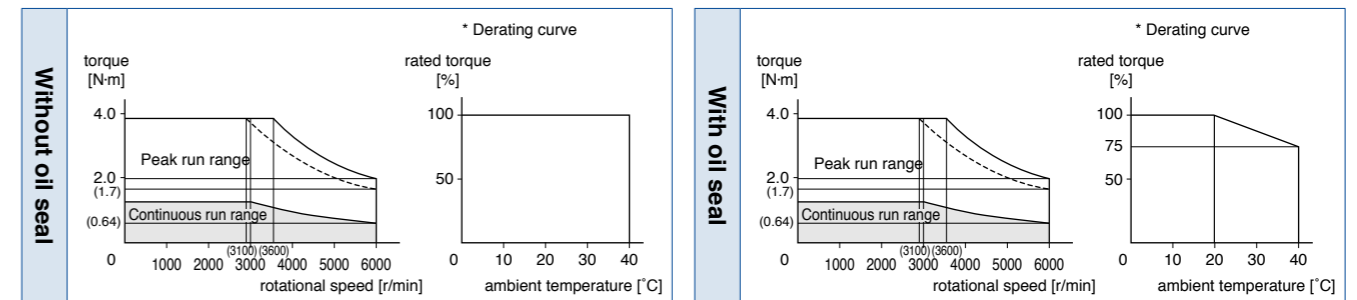 Without oil seal
* Derating curve
torque
[N·m]
rated torque
[%]
4.0
2.0
(1.7)
(0.64)
Peak run range
Continuous run range
(3100) (3600)
0 1000 2000 3000 4000 5000 6000
rotational speed [r/min]
100
50
0 10 20 30 40
ambient temperature [˚C]
With oil seal
* Derating curve
torque
[N·m]
rated torque
[%]
4.0
2.0
(1.7)
(0.64)
Peak run range
Continuous run range
(3100) (3600)
0 1000 2000 3000 4000 5000 6000
rotational speed [r/min]
100
75
50
0 10 20 30 40
ambient temperature [˚C]